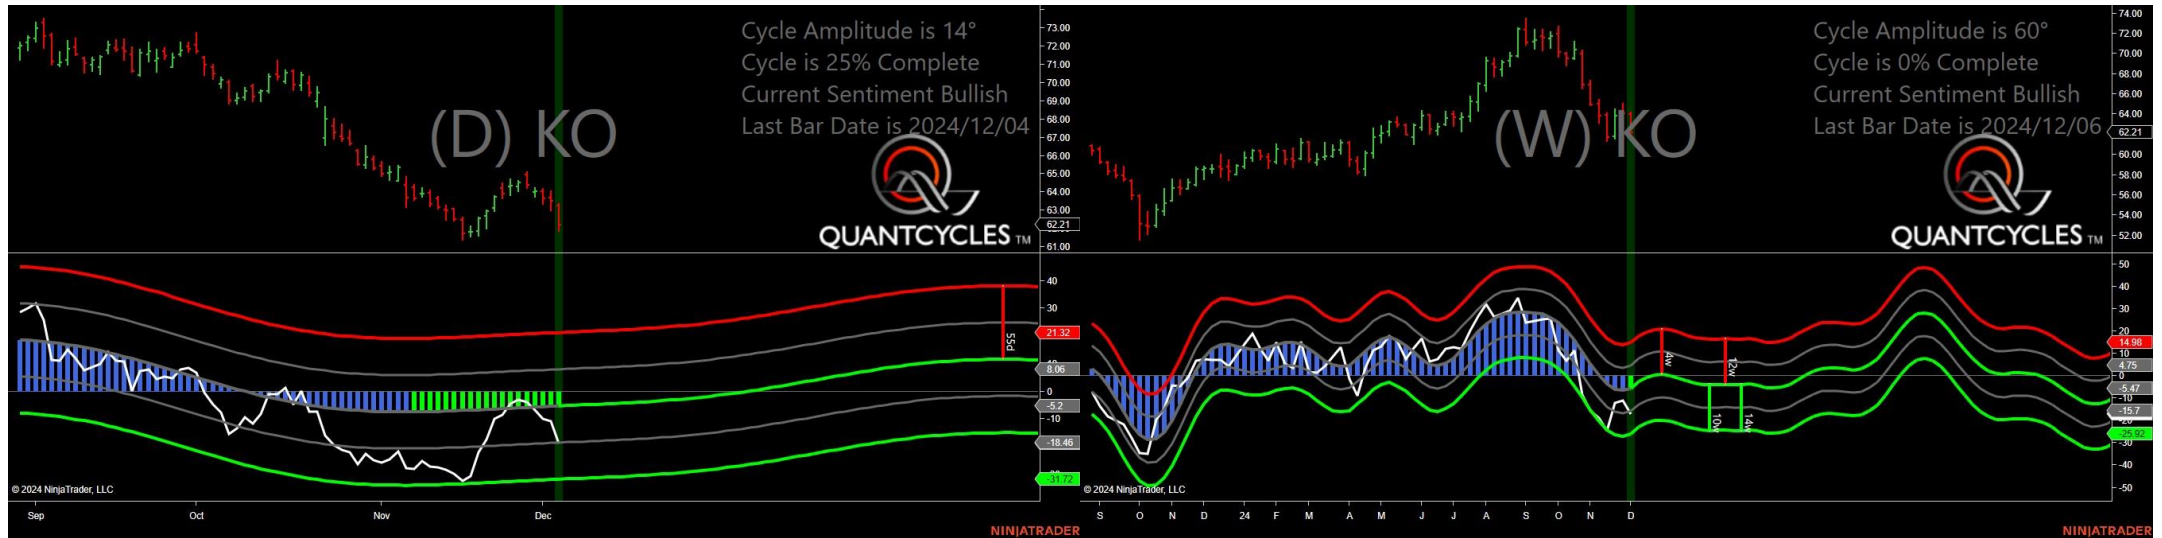 Cycle Amplitude is 14°
Cycle is 25% Complete
Current Sentiment Bullish
Last Bar Date is 2024/12/04
(D) KO
QUANTCYCLES TM
73.00
72.00
71.00
70.00
69.00
68.00
67.00
66.00
65.00
64.00
63.00
62.21
61.00
40
30
21.32
8.06
0
-5.2
-10
-18.46
-31.72
55d
© 2024 NinjaTrader, LLC
Sep Oct Nov Dec
NINJATRADER
Cycle Amplitude is 60°
Cycle is 0% Complete
Current Sentiment Bullish
Last Bar Date is 2024/12/06
(W) KO
QUANTCYCLES TM
74.00
72.00
70.00
68.00
66.00
64.00
62.21
60.00
58.00
56.00
54.00
52.00
50
40
30
20
14.98
10
4.75
0
-5.47
-10
-15.7
-25.92
-30
-40
-50
4w
12w
10w
14w
© 2024 NinjaTrader, LLC
S O N D 24 F M A M J J A S O N D
NINJATRADER